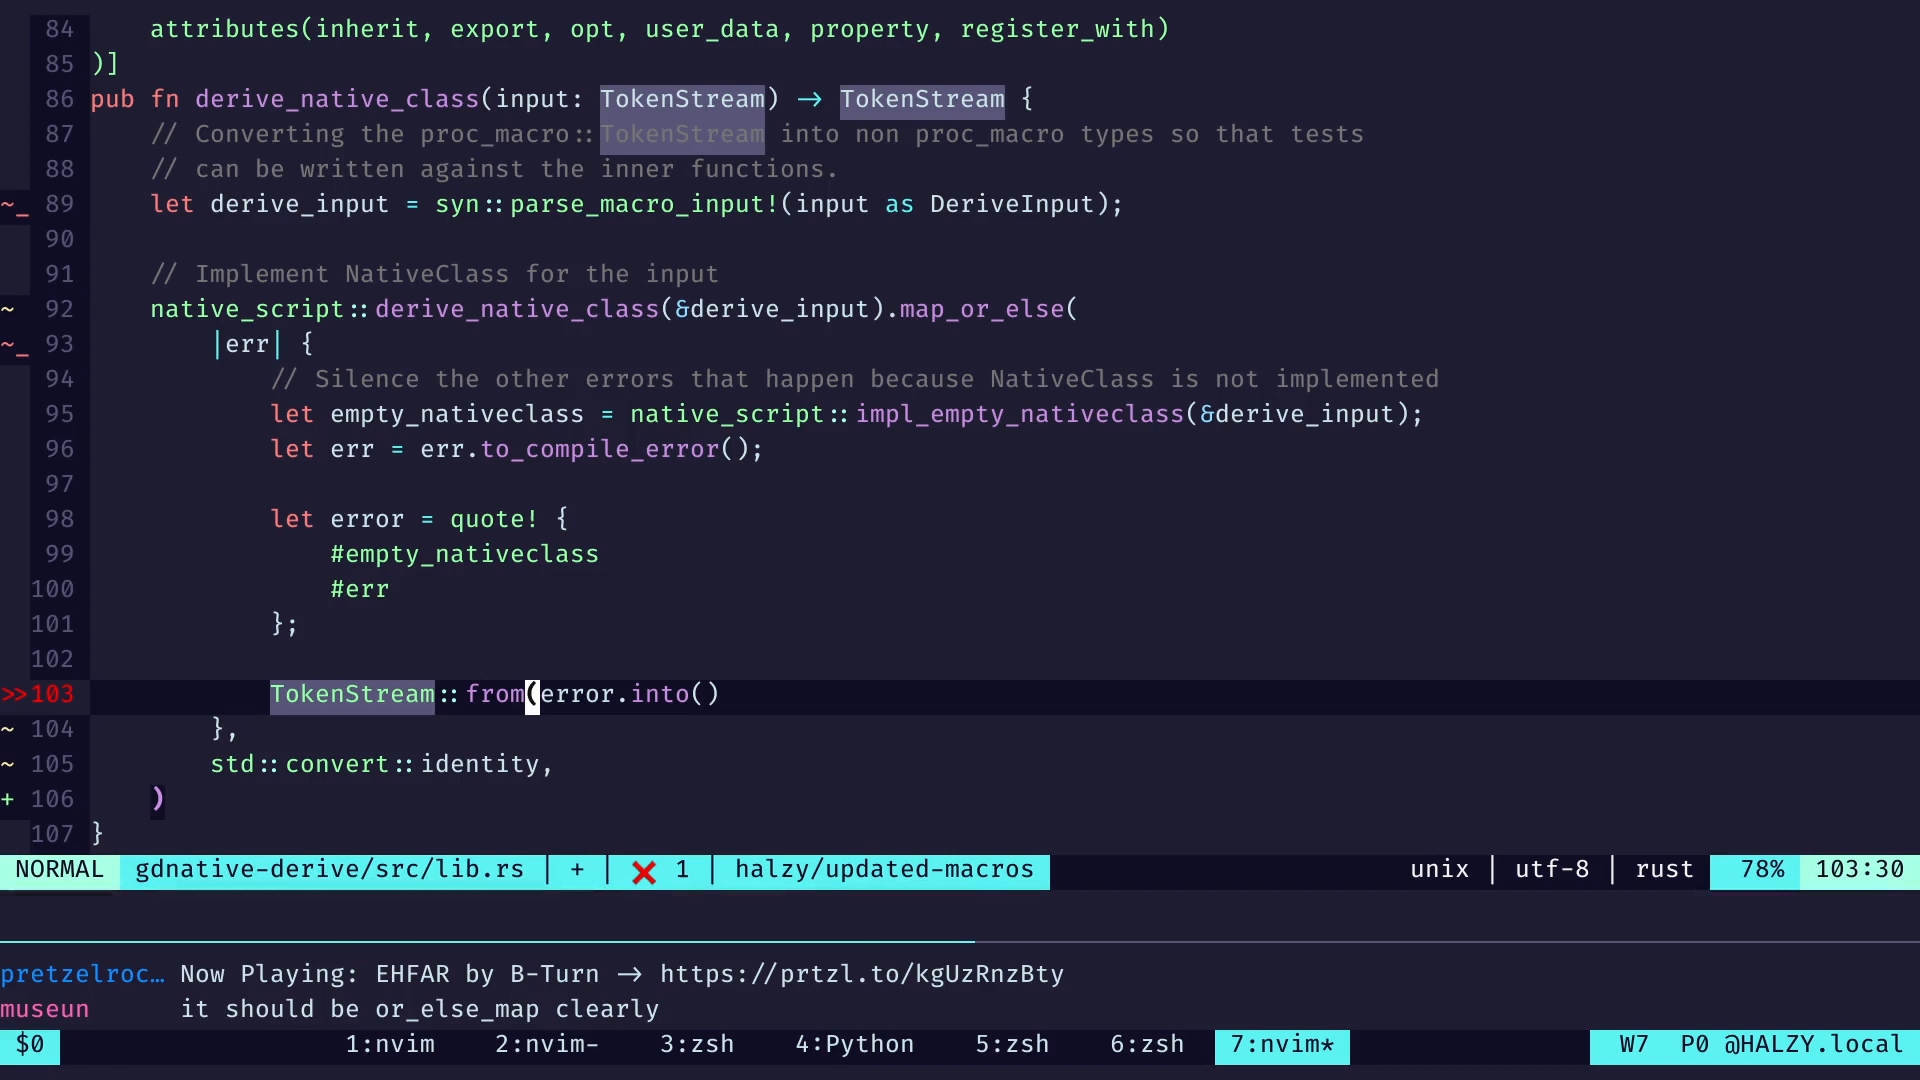 84     attributes(inherit, export, opt, user_data, property, register_with)
85 )]
86 pub fn derive_native_class(input: TokenStream) -> TokenStream {
87     // Converting the proc_macro::TokenStream into non proc_macro types so that tests
88     // can be written against the inner functions.
~_ 89     let derive_input = syn::parse_macro_input!(input as DeriveInput);
90
91     // Implement NativeClass for the input
~ 92     native_script::derive_native_class(&derive_input).map_or_else(
~_ 93         |err| {
94             // Silence the other errors that happen because NativeClass is not implemented
95             let empty_nativeclass = native_script::impl_empty_nativeclass(&derive_input);
96             let err = err.to_compile_error();
97
98             let error = quote! {
99                 #empty_nativeclass
100                 #err
101             };
102
>>103             TokenStream::from(error.into()
~ 104         },
~ 105         std::convert::identity,
+ 106     )
107 }
NORMAL gdnative-derive/src/lib.rs | + | ❌ 1 | halzy/updated-macros unix | utf-8 | rust 78% 103:30
pretzelroc… Now Playing: EHFAR by B-Turn -> https://prtzl.to/kgUzRnzBty
museun it should be or_else_map clearly
$0 1:nvim 2:nvim- 3:zsh 4:Python 5:zsh 6:zsh 7:nvim* W7 P0 @HALZY.local